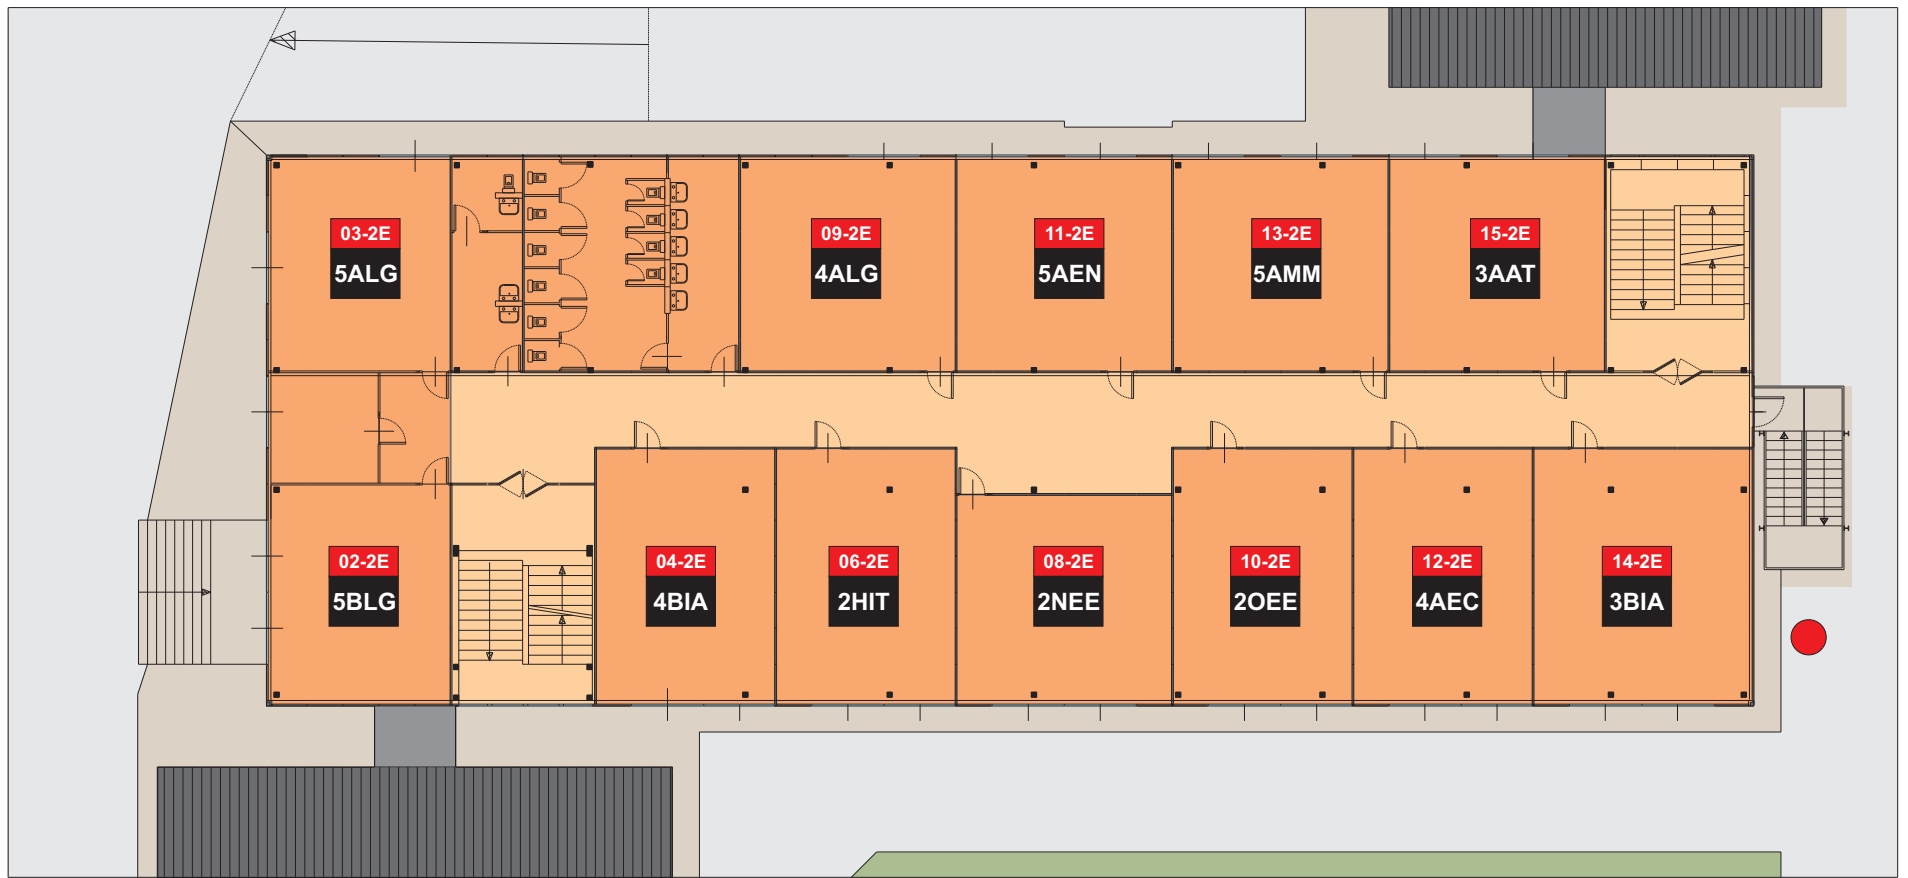 03-2E
5ALG
09-2E
4ALG
11-2E
5AEN
13-2E
5AMM
15-2E
3AAT
02-2E
5BLG
04-2E
4BIA
06-2E
2HIT
08-2E
2NEE
10-2E
2OEE
12-2E
4AEC
14-2E
3BIA